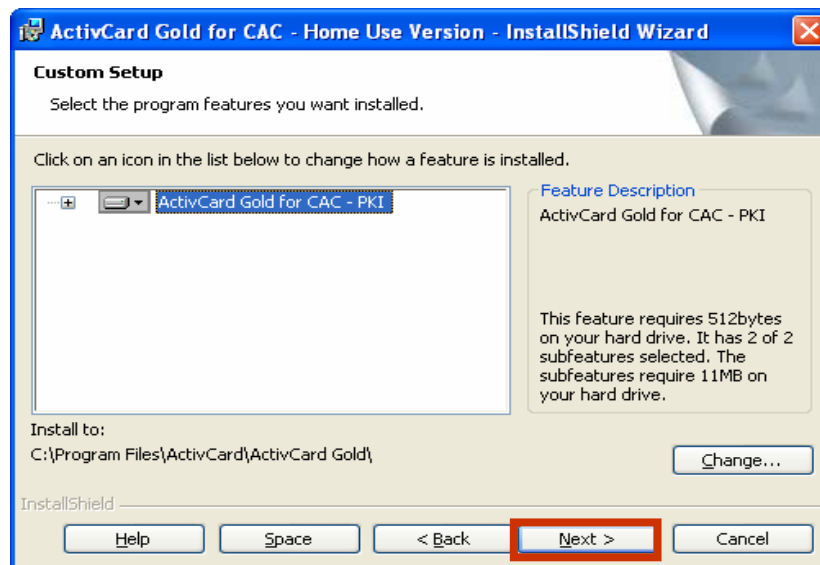 ActivCard Gold for CAC - Home Use Version - InstallShield Wizard
Custom Setup
Select the program features you want installed.
Click on an icon in the list below to change how a feature is installed.
ActivCard Gold for CAC - PKI
Feature Description
ActivCard Gold for CAC - PKI
This feature requires 512bytes
on your hard drive. It has 2 of 2
subfeatures selected. The
subfeatures require 11MB on
your hard drive.
Install to:
C:\Program Files\ActivCard\ActivCard Gold\
Change...
InstallShield
Help
Space
< Back
Next >
Cancel